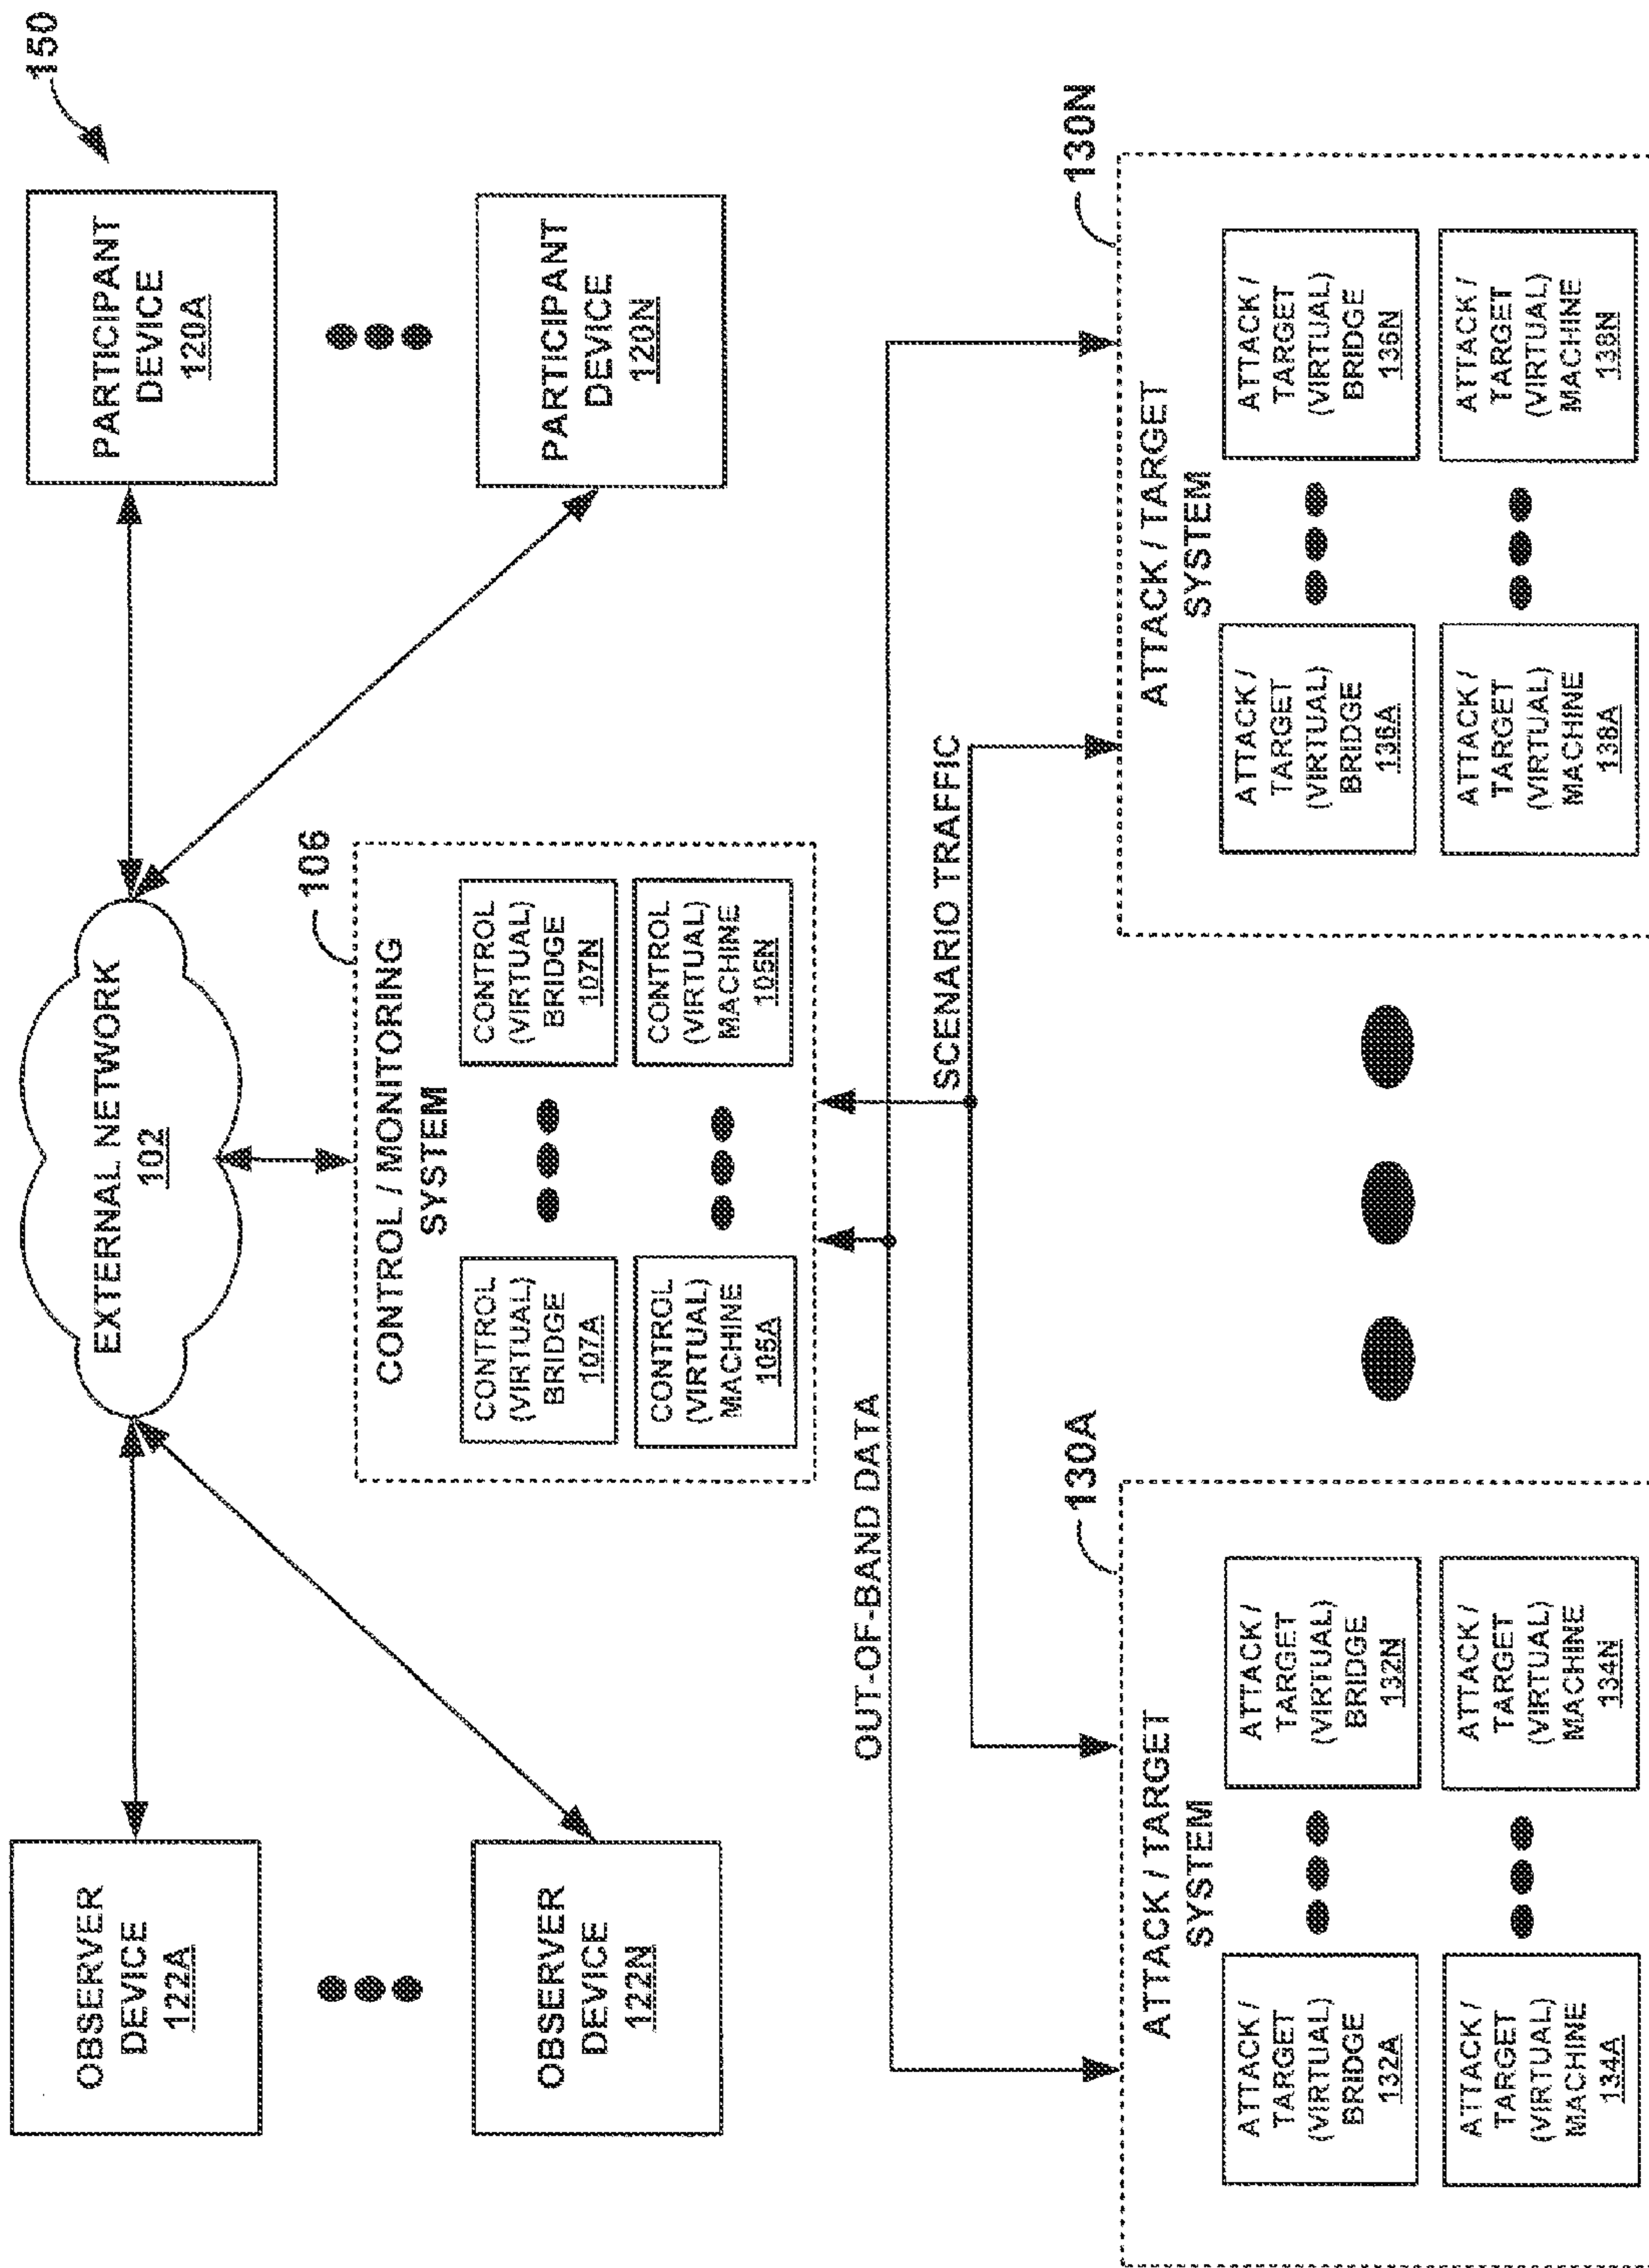 150
OBSERVER
DEVICE
122A
OBSERVER
DEVICE
122N
EXTERNAL NETWORK
102
PARTICIPANT
DEVICE
120A
PARTICIPANT
DEVICE
120N
106
CONTROL / MONITORING
SYSTEM
CONTROL
(VIRTUAL)
BRIDGE
107A
CONTROL
(VIRTUAL)
BRIDGE
107N
CONTROL
(VIRTUAL)
MACHINE
105A
CONTROL
(VIRTUAL)
MACHINE
105N
OUT-OF-BAND DATA
SCENARIO TRAFFIC
130A
ATTACK / TARGET
SYSTEM
ATTACK /
TARGET
(VIRTUAL)
BRIDGE
132A
ATTACK /
TARGET
(VIRTUAL)
BRIDGE
132N
ATTACK /
TARGET
(VIRTUAL)
MACHINE
134A
ATTACK /
TARGET
(VIRTUAL)
MACHINE
134N
130N
ATTACK / TARGET
SYSTEM
ATTACK /
TARGET
(VIRTUAL)
BRIDGE
136A
ATTACK /
TARGET
(VIRTUAL)
BRIDGE
136N
ATTACK /
TARGET
(VIRTUAL)
MACHINE
138A
ATTACK /
TARGET
(VIRTUAL)
MACHINE
138N